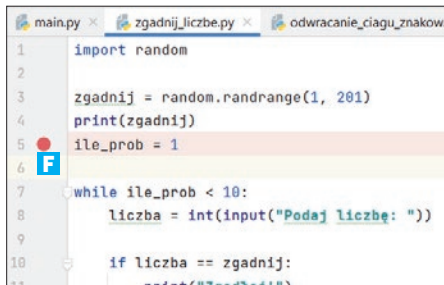 main.py × zgadnij_liczbe.py × odwracanie_ciagu_znakow
1 import random
2
3 zgadnij = random.randrange(1, 201)
4 print(zgadnij)
5 ile_prob = 1
F
6
7 while ile_prob < 10:
8 liczba = int(input("Podaj liczbę: "))
9
10 if liczba == zgadnij: